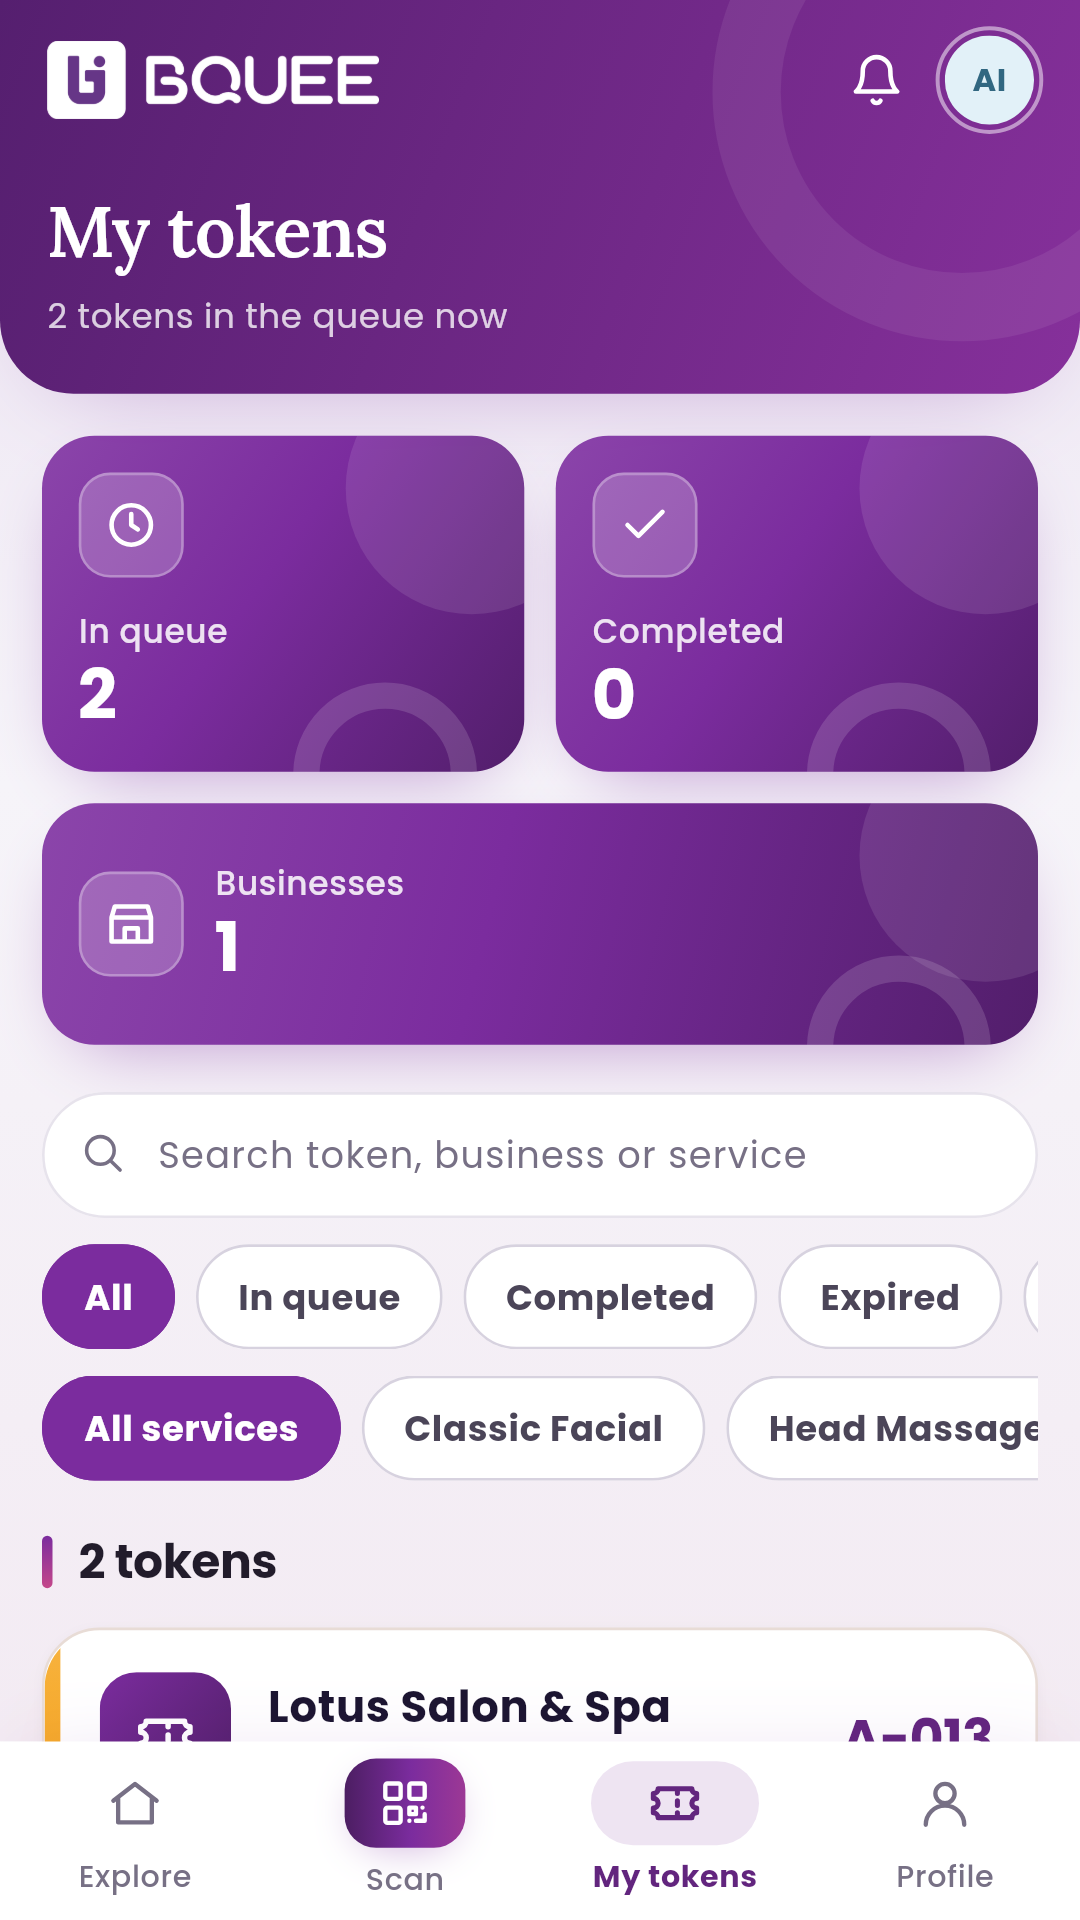 BQUEE
AI
My tokens
2 tokens in the queue now
In queue
2
Completed
0
Businesses
1
Search token, business or service
All
In queue
Completed
Expired
All services
Classic Facial
Head Massage
2 tokens
Lotus Salon & Spa
A-013
Explore
Scan
My tokens
Profile